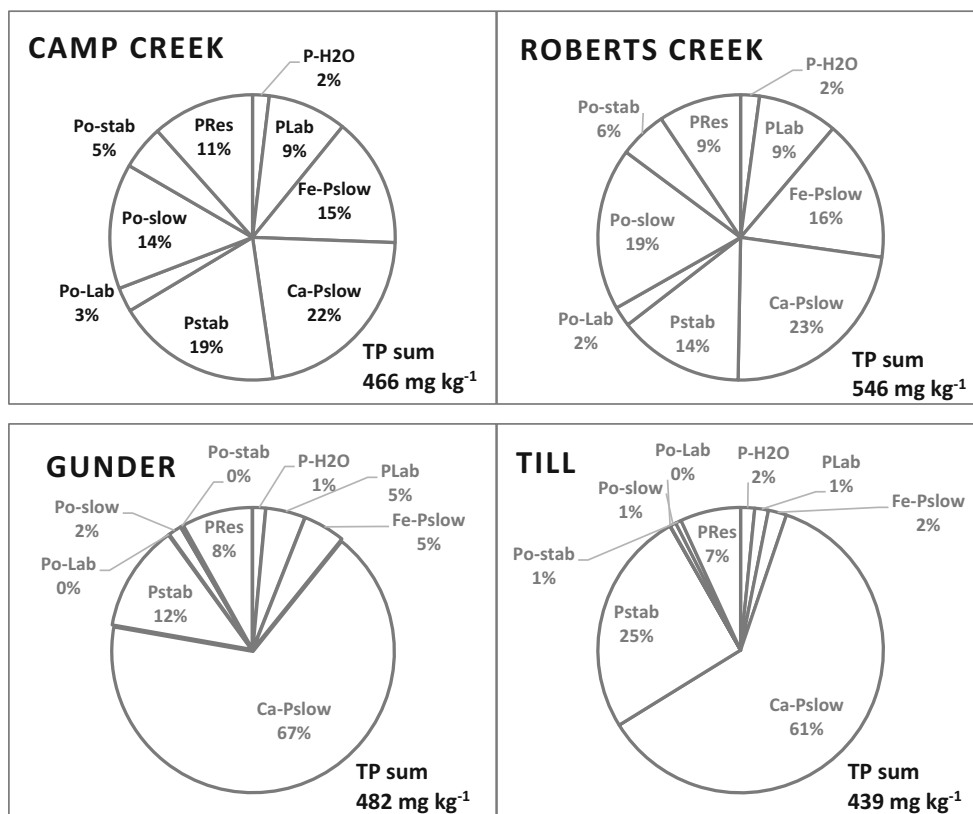 CAMP CREEK
P-H2O
2%
PLab
9%
Fe-Pslow
15%
Ca-Pslow
22%
Pstab
19%
Po-Lab
3%
Po-slow
14%
Po-stab
5%
PRes
11%
TP sum
466 mg kg⁻¹
ROBERTS CREEK
P-H2O
2%
PLab
9%
Fe-Pslow
16%
Ca-Pslow
23%
Pstab
14%
Po-Lab
2%
Po-slow
19%
Po-stab
6%
PRes
9%
TP sum
546 mg kg⁻¹
GUNDER
P-H2O
1%
PLab
5%
Fe-Pslow
5%
Ca-Pslow
67%
Pstab
12%
Po-Lab
0%
Po-slow
2%
Po-stab
0%
PRes
8%
TP sum
482 mg kg⁻¹
TILL
P-H2O
2%
PLab
1%
Fe-Pslow
2%
Ca-Pslow
61%
Pstab
25%
Po-stab
1%
Po-slow
1%
Po-Lab
0%
PRes
7%
TP sum
439 mg kg⁻¹